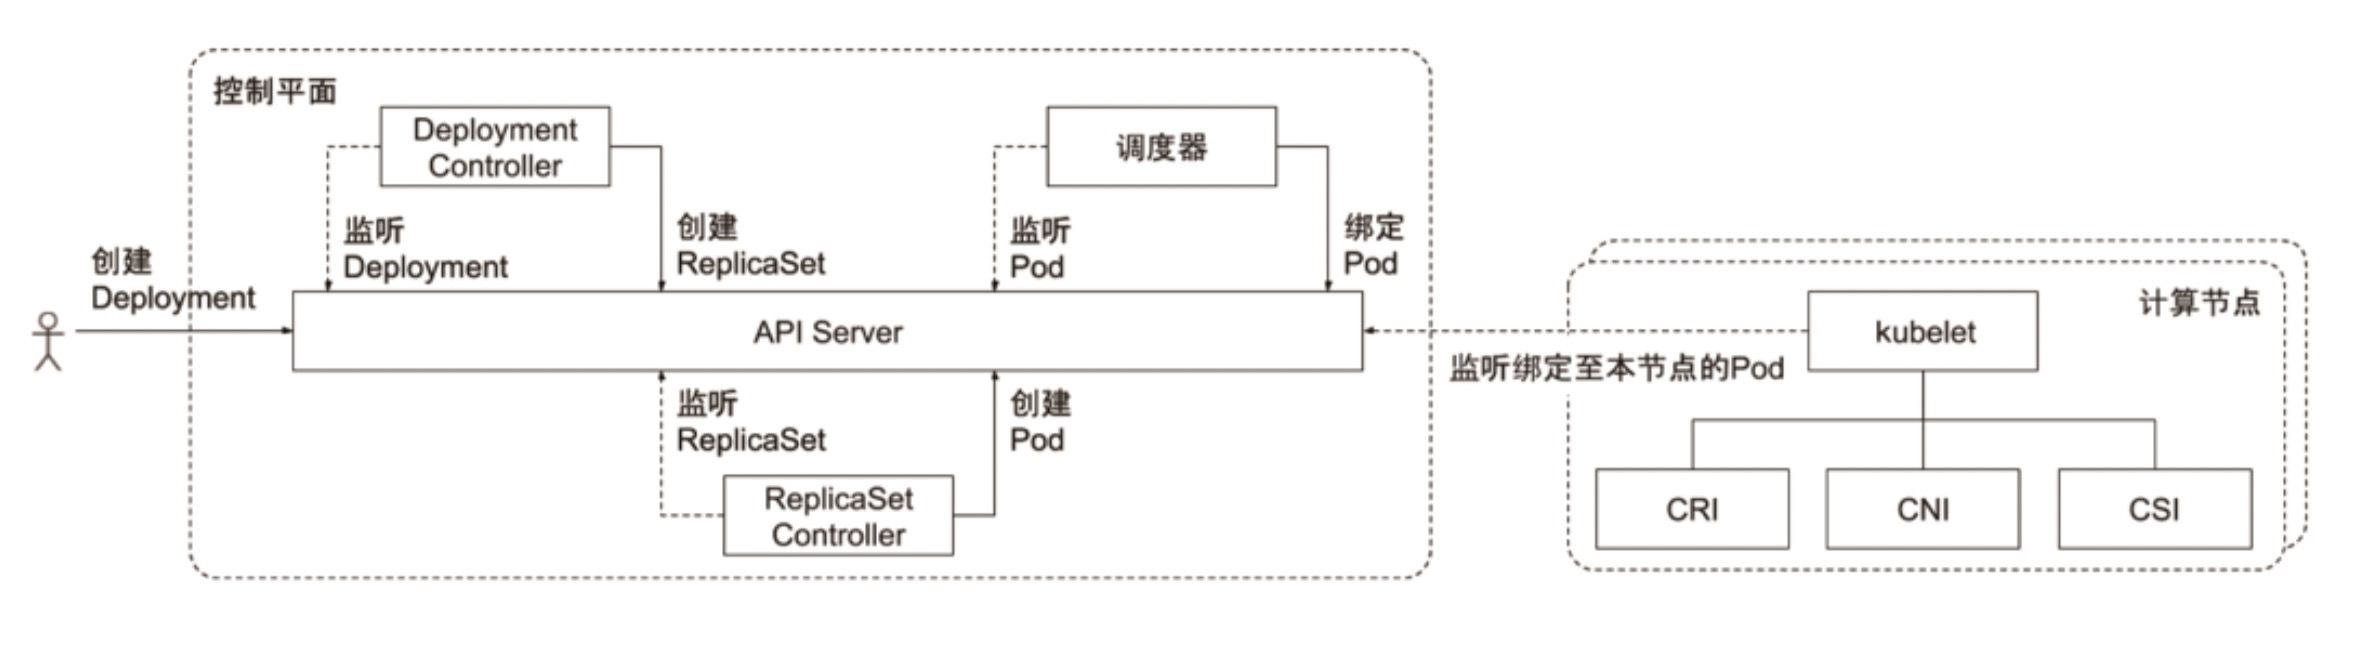 控制平面
Deployment
Controller
调度器
监听
Deployment
创建
ReplicaSet
监听
Pod
绑定
Pod
创建
Deployment
API Server
监听
ReplicaSet
创建
Pod
ReplicaSet
Controller
监听绑定至本节点的Pod
计算节点
kubelet
CRI
CNI
CSI